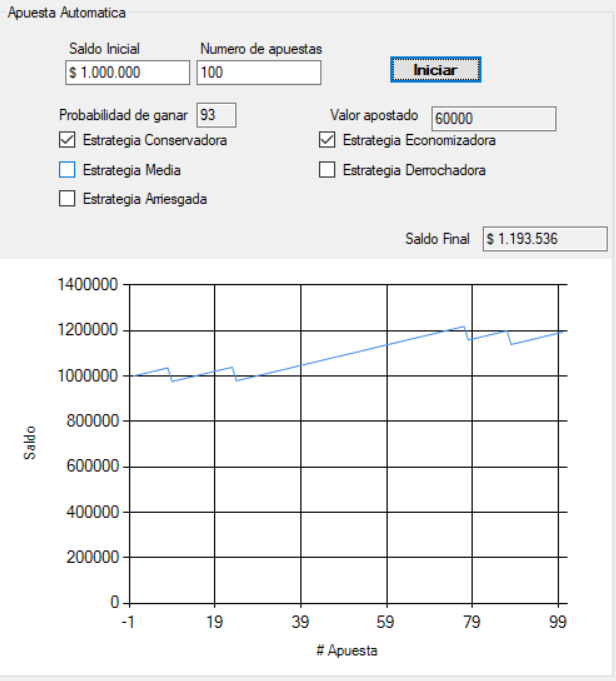 Apuesta Automatica
Saldo Inicial Numero de apuestas
$ 1.000.000 100 Iniciar
Probabilidad de ganar 93 Valor apostado 60000
Estrategia Conservadora Estrategia Economizadora
Estrategia Media Estrategia Derrochadora
Estrategia Arriesgada
Saldo Final $ 1.193.536
1400000
1200000
1000000
800000
600000
400000
200000
0
Saldo
-1 19 39 59 79 99
# Apuesta